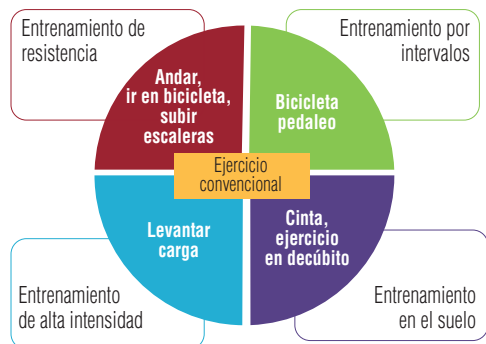 Entrenamiento de
resistencia
Entrenamiento por
intervalos
Andar,
ir en bicicleta,
subir
escaleras
Bicicleta
pedaleo
Ejercicio
convencional
Levantar
carga
Cinta,
ejercicio
en decúbito
Entrenamiento
de alta intensidad
Entrenamiento
en el suelo